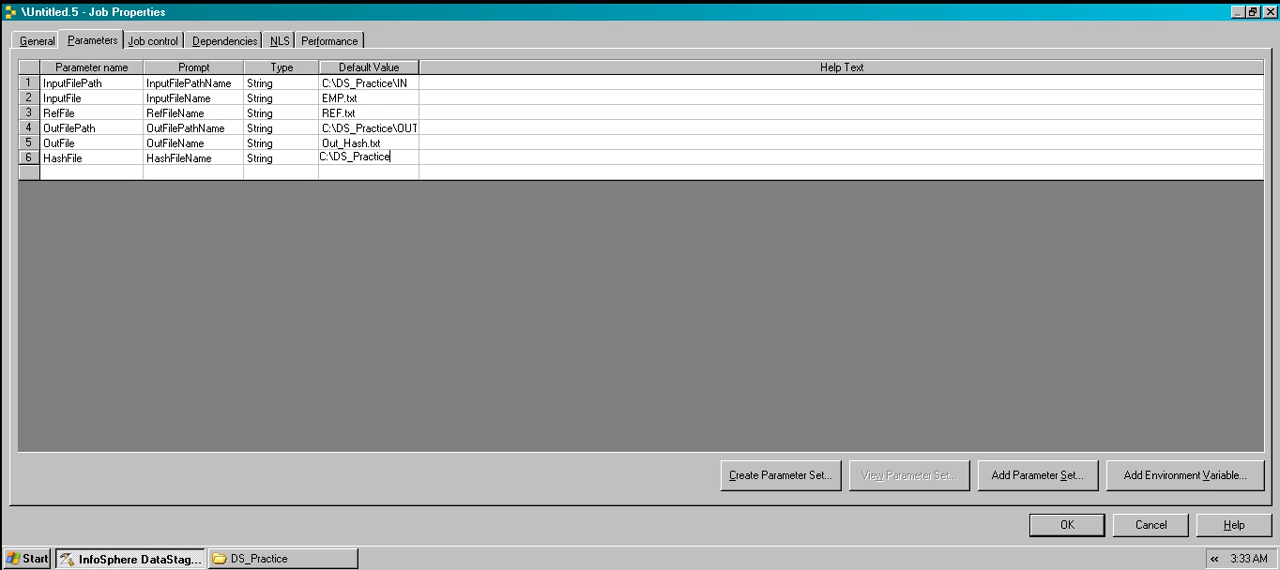 \Untitled.5 - Job Properties
General Parameters Job control Dependencies NLS Performance
Parameter name Prompt Type Default Value Help Text
1 InputFilePath InputFilePathName String C:\DS_Practice\IN
2 InputFile InputFileName String EMP.txt
3 RefFile RefFileName String REF.txt
4 OutFilePath OutFilePathName String C:\DS_Practice\OUT
5 OutFile OutFileName String Out_Hash.txt
6 HashFile HashFileName String C:\DS_Practice
Create Parameter Set... View Parameter Set... Add Parameter Set... Add Environment Variable...
OK Cancel Help
Start InfoSphere DataStag... DS_Practice « 3:33 AM